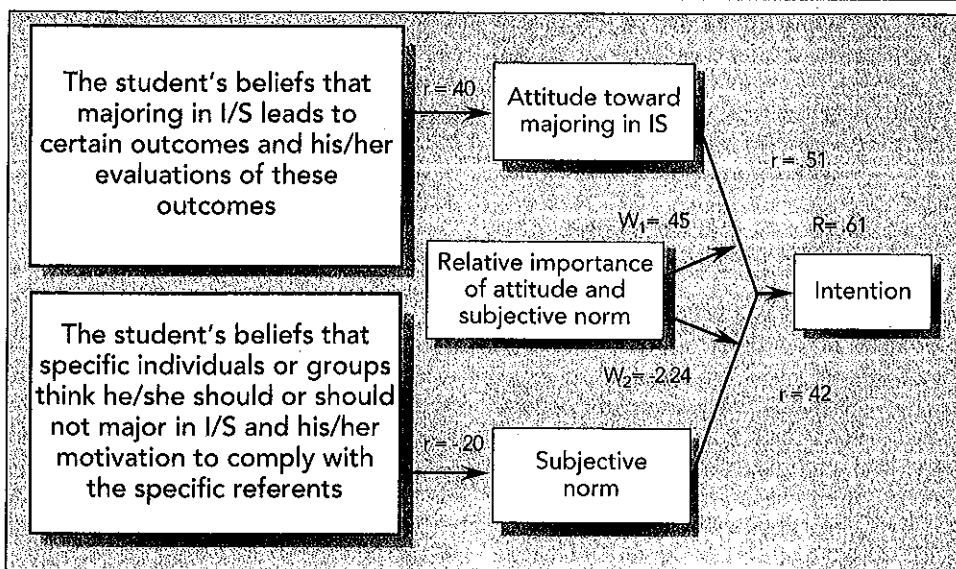 The student's beliefs that
majoring in I/S leads to
certain outcomes and his/her
evaluations of these
outcomes
r = .40
Attitude toward
majoring in IS
r = .51
W₁ = .45
R = .61
Relative importance
of attitude and
subjective norm
Intention
W₂ = -2.24
r = .42
The student's beliefs that
specific individuals or groups
think he/she should or should
not major in I/S and his/her
motivation to comply with
the specific referents
r = -.20
Subjective
norm